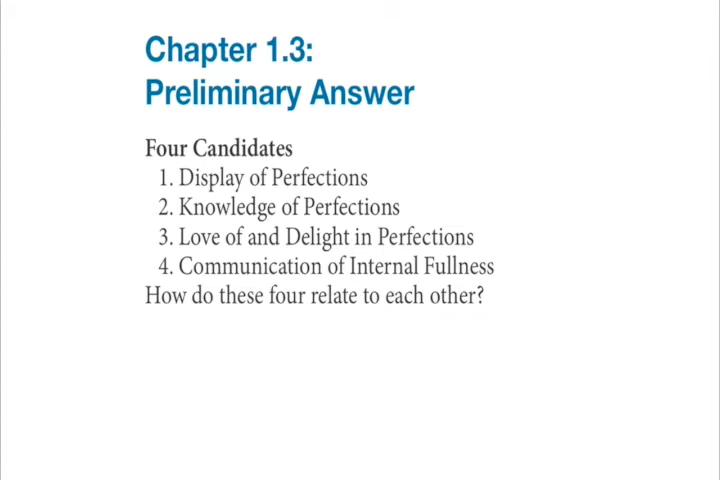 Chapter 1.3:
Preliminary Answer
Four Candidates
1. Display of Perfections
2. Knowledge of Perfections
3. Love of and Delight in Perfections
4. Communication of Internal Fullness
How do these four relate to each other?